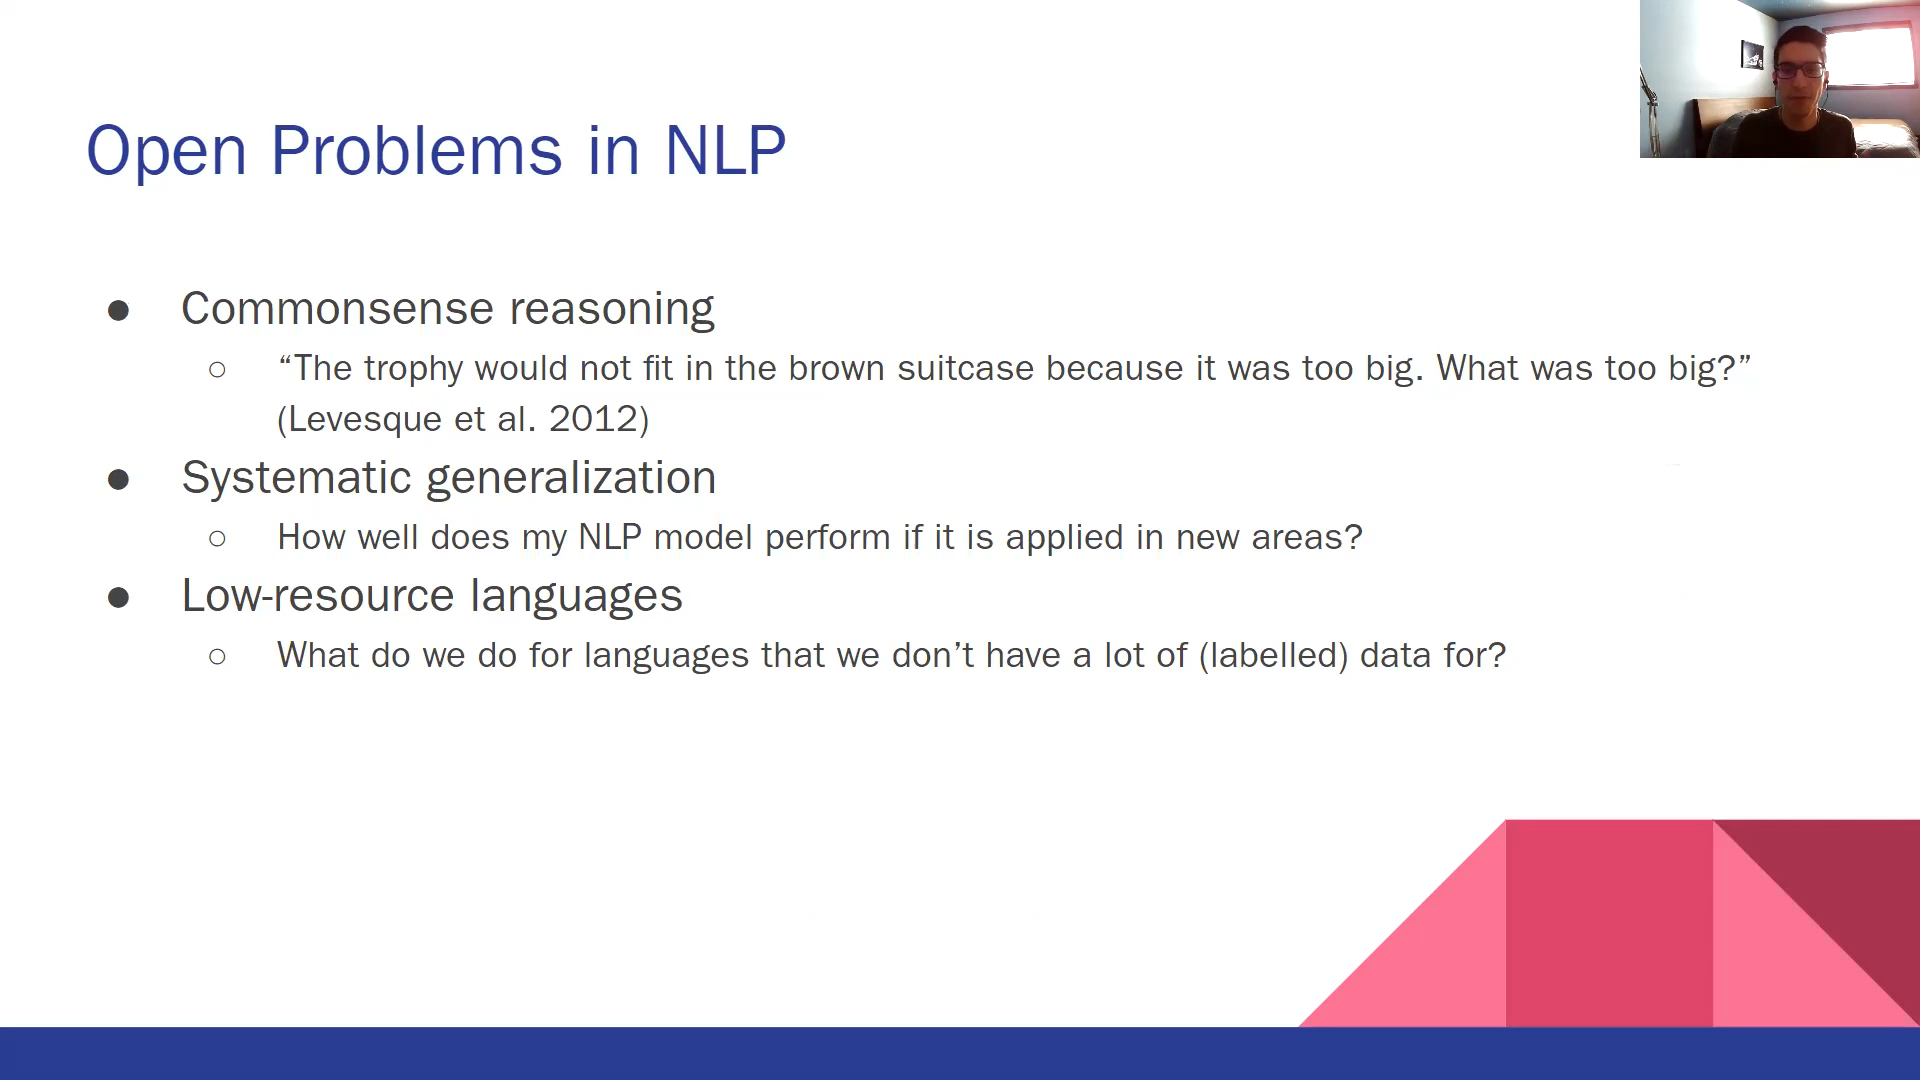 Open Problems in NLP
● Commonsense reasoning
○ “The trophy would not fit in the brown suitcase because it was too big. What was too big?”
(Levesque et al. 2012)
● Systematic generalization
○ How well does my NLP model perform if it is applied in new areas?
● Low-resource languages
○ What do we do for languages that we don’t have a lot of (labelled) data for?